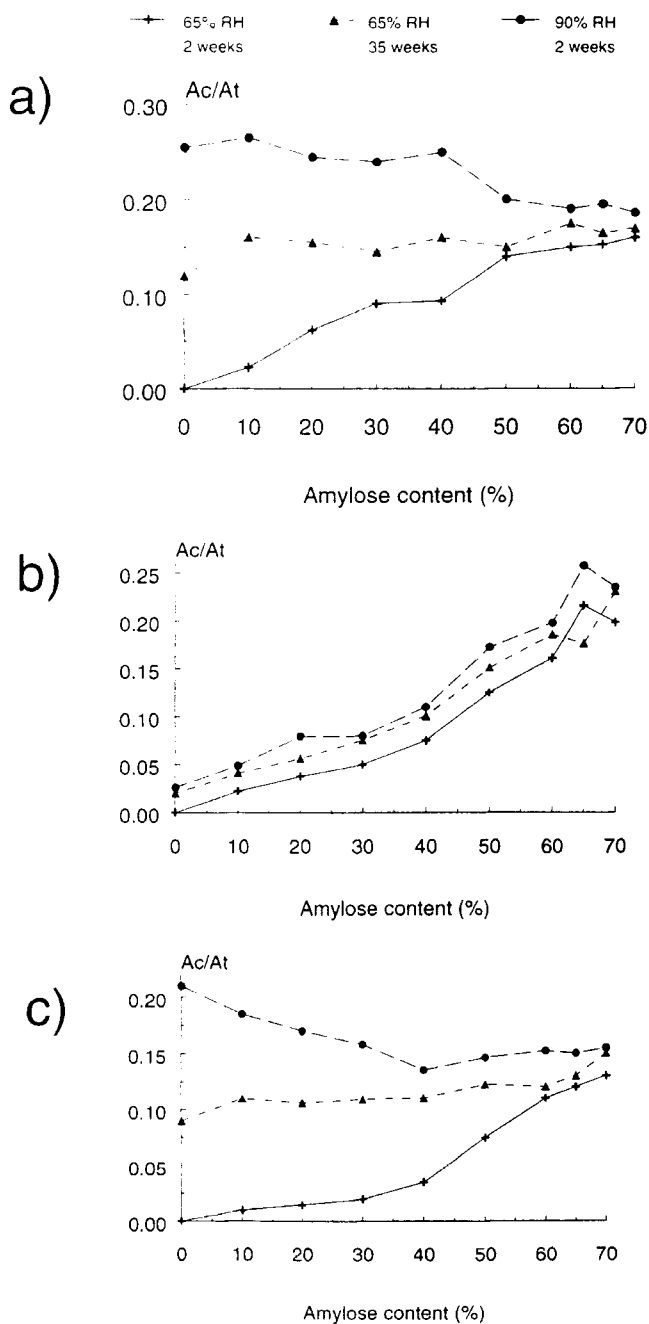 65% RH 65% RH 90% RH
2 weeks 35 weeks 2 weeks
a)
Ac/At
0.30
0.20
0.10
0.00
0 10 20 30 40 50 60 70
Amylose content (%)
b)
Ac/At
0.25
0.20
0.15
0.10
0.05
0.00
0 10 20 30 40 50 60 70
Amylose content (%)
c)
Ac/At
0.20
0.15
0.10
0.05
0.00
0 10 20 30 40 50 60 70
Amylose content (%)